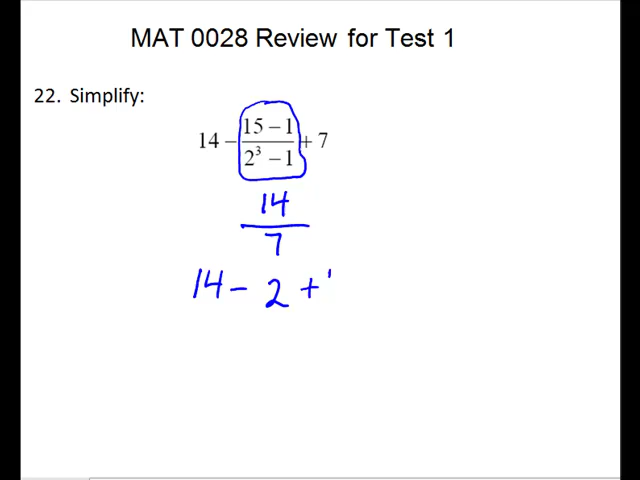 MAT 0028 Review for Test 1
22. Simplify:
14 − (15 − 1)/(2³ − 1) + 7
14
7
14 − 2 +